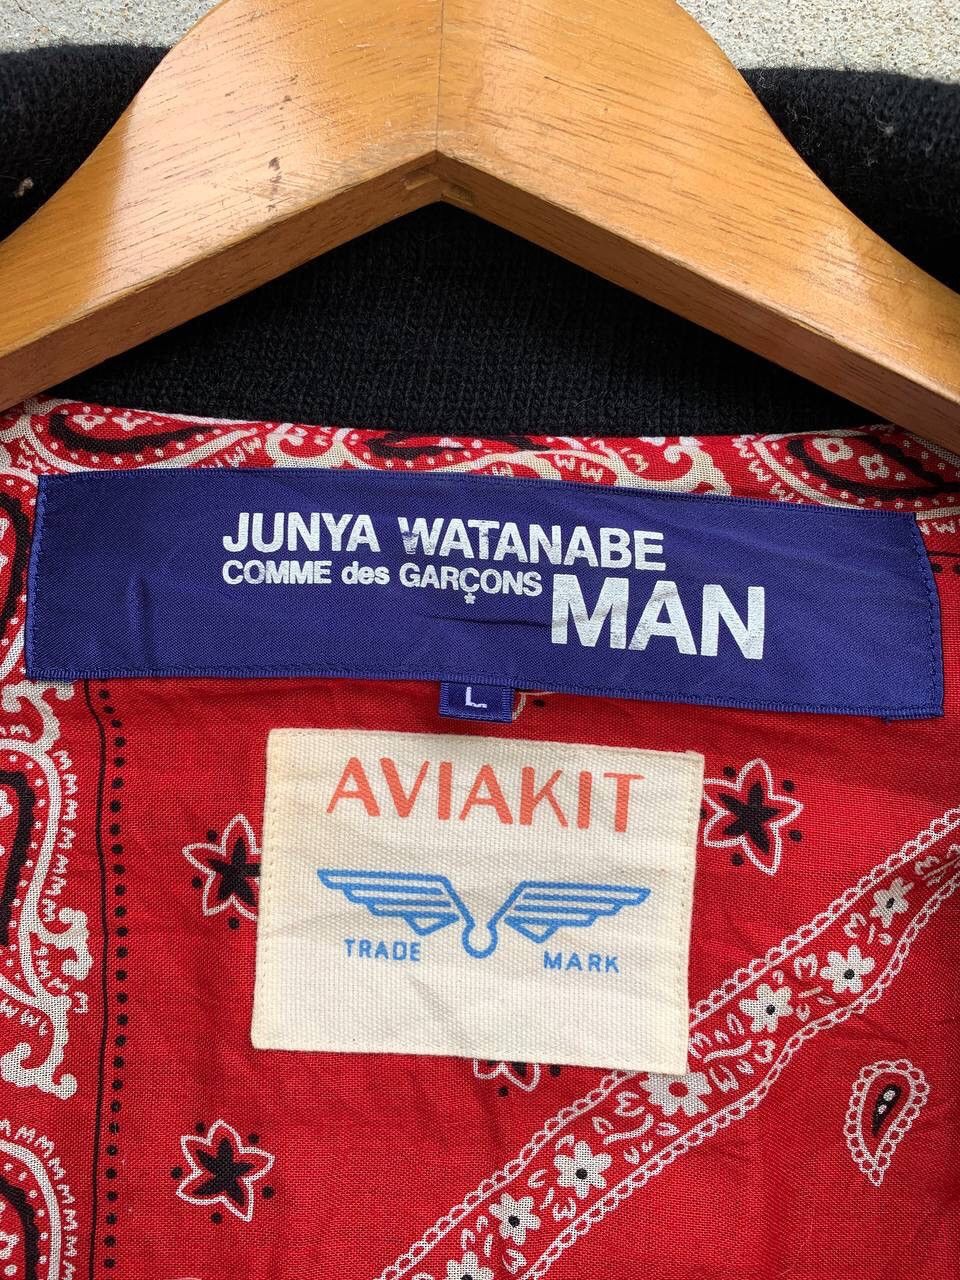 JUNYA WATANABE
COMME des GARÇONS MAN
L
AVIAKIT
TRADE MARK